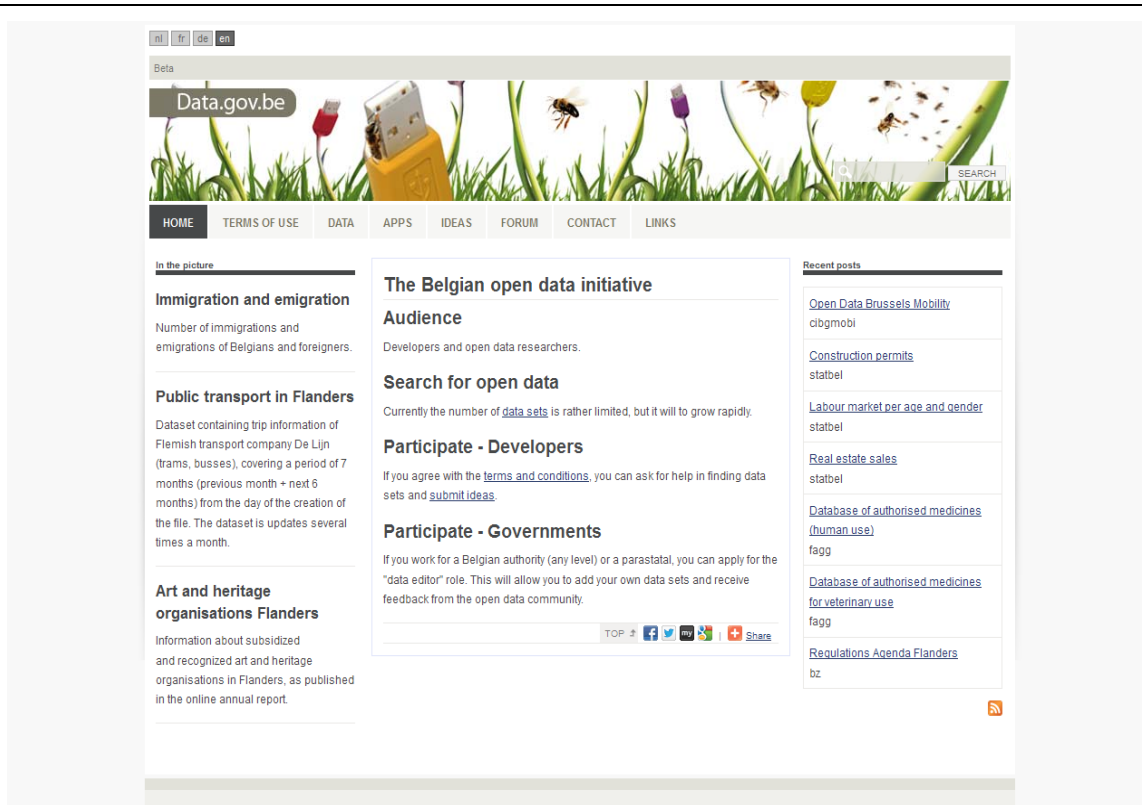 nl fr de en
Beta
Data.gov.be
SEARCH
HOME TERMS OF USE DATA APPS IDEAS FORUM CONTACT LINKS
In the picture
Immigration and emigration
Number of immigrations and
emigrations of Belgians and foreigners.
Public transport in Flanders
Dataset containing trip information of
Flemish transport company De Lijn
(trams, busses), covering a period of 7
months (previous month + next 6
months) from the day of the creation of
the file. The dataset is updates several
times a month.
Art and heritage
organisations Flanders
Information about subsidized
and recognized art and heritage
organisations in Flanders, as published
in the online annual report.
The Belgian open data initiative
Audience
Developers and open data researchers.
Search for open data
Currently the number of data sets is rather limited, but it will to grow rapidly.
Participate - Developers
If you agree with the terms and conditions, you can ask for help in finding data
sets and submit ideas.
Participate - Governments
If you work for a Belgian authority (any level) or a parastatal, you can apply for the
"data editor" role. This will allow you to add your own data sets and receive
feedback from the open data community.
TOP my | Share
Recent posts
Open Data Brussels Mobility
cibgmobi
Construction permits
statbel
Labour market per age and gender
statbel
Real estate sales
statbel
Database of authorised medicines
(human use)
fagg
Database of authorised medicines
for veterinary use
fagg
Regulations Agenda Flanders
bz